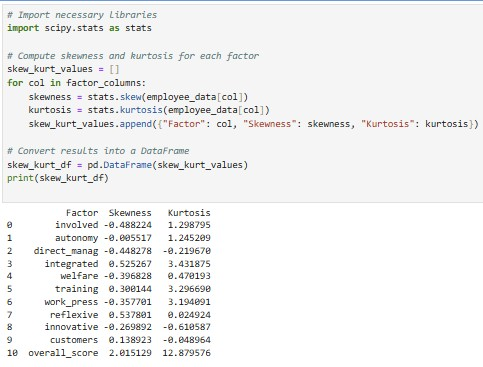 # Import necessary libraries
import scipy.stats as stats
# Compute skewness and kurtosis for each factor
skew_kurt_values = []
for col in factor_columns:
    skewness = stats.skew(employee_data[col])
    kurtosis = stats.kurtosis(employee_data[col])
    skew_kurt_values.append({"Factor": col, "Skewness": skewness, "Kurtosis": kurtosis})
# Convert results into a DataFrame
skew_kurt_df = pd.DataFrame(skew_kurt_values)
print(skew_kurt_df)
           Factor  Skewness   Kurtosis
0        involved -0.488224   1.298795
1        autonomy -0.005517   1.245209
2    direct_manag -0.448278  -0.219670
3      integrated  0.525267   3.431875
4         welfare -0.396828   0.470193
5        training  0.300144   3.296690
6      work_press -0.357701   3.194091
7       reflexive  0.537801   0.024924
8      innovative -0.269892  -0.610587
9       customers  0.138923  -0.048964
10  overall_score  2.015129  12.879576